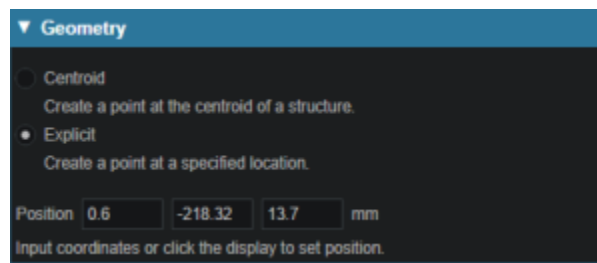 Geometry
Centroid
Create a point at the centroid of a structure.
Explicit
Create a point at a specified location.
Position 0.6 -218.32 13.7 mm
Input coordinates or click the display to set position.